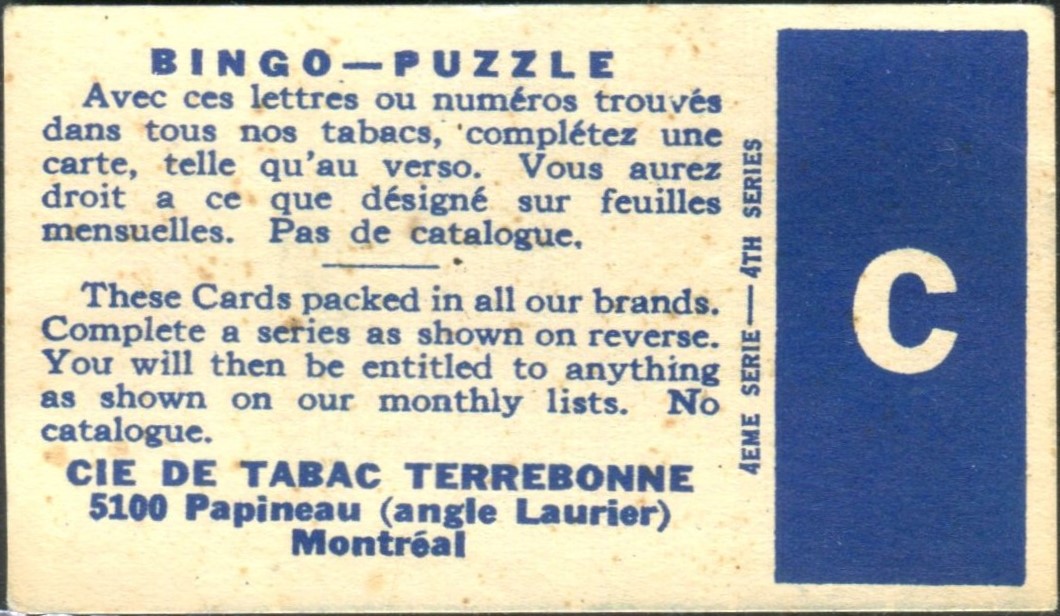 BINGO—PUZZLE
Avec ces lettres ou numéros trouvés
dans tous nos tabacs, complétez une
carte, telle qu'au verso. Vous aurez
droit a ce que désigné sur feuilles
mensuelles. Pas de catalogue.
These Cards packed in all our brands.
Complete a series as shown on reverse.
You will then be entitled to anything
as shown on our monthly lists. No
catalogue.
CIE DE TABAC TERREBONNE
5100 Papineau (angle Laurier)
Montréal
4EME SERIE—4TH SERIES
C